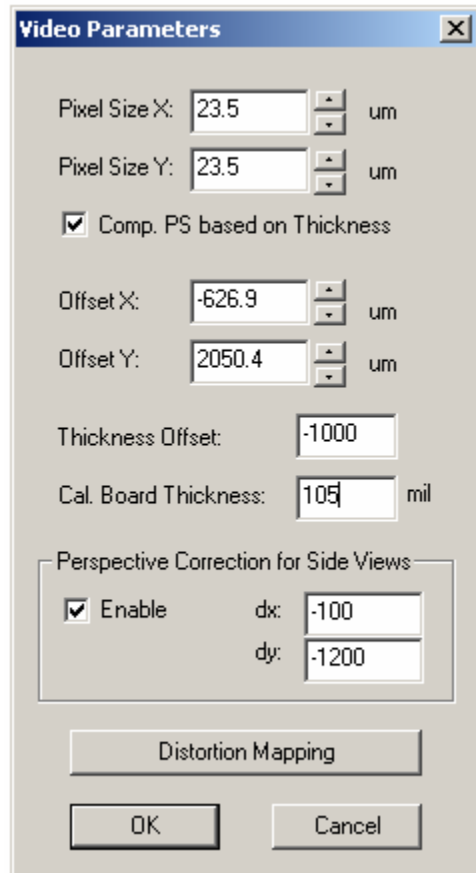 Video Parameters
Pixel Size X: 23.5 um
Pixel Size Y: 23.5 um
Comp. PS based on Thickness
Offset X: -626.9 um
Offset Y: 2050.4 um
Thickness Offset: -1000
Cal. Board Thickness: 105 mil
Perspective Correction for Side Views
Enable dx: -100
dy: -1200
Distortion Mapping
OK Cancel